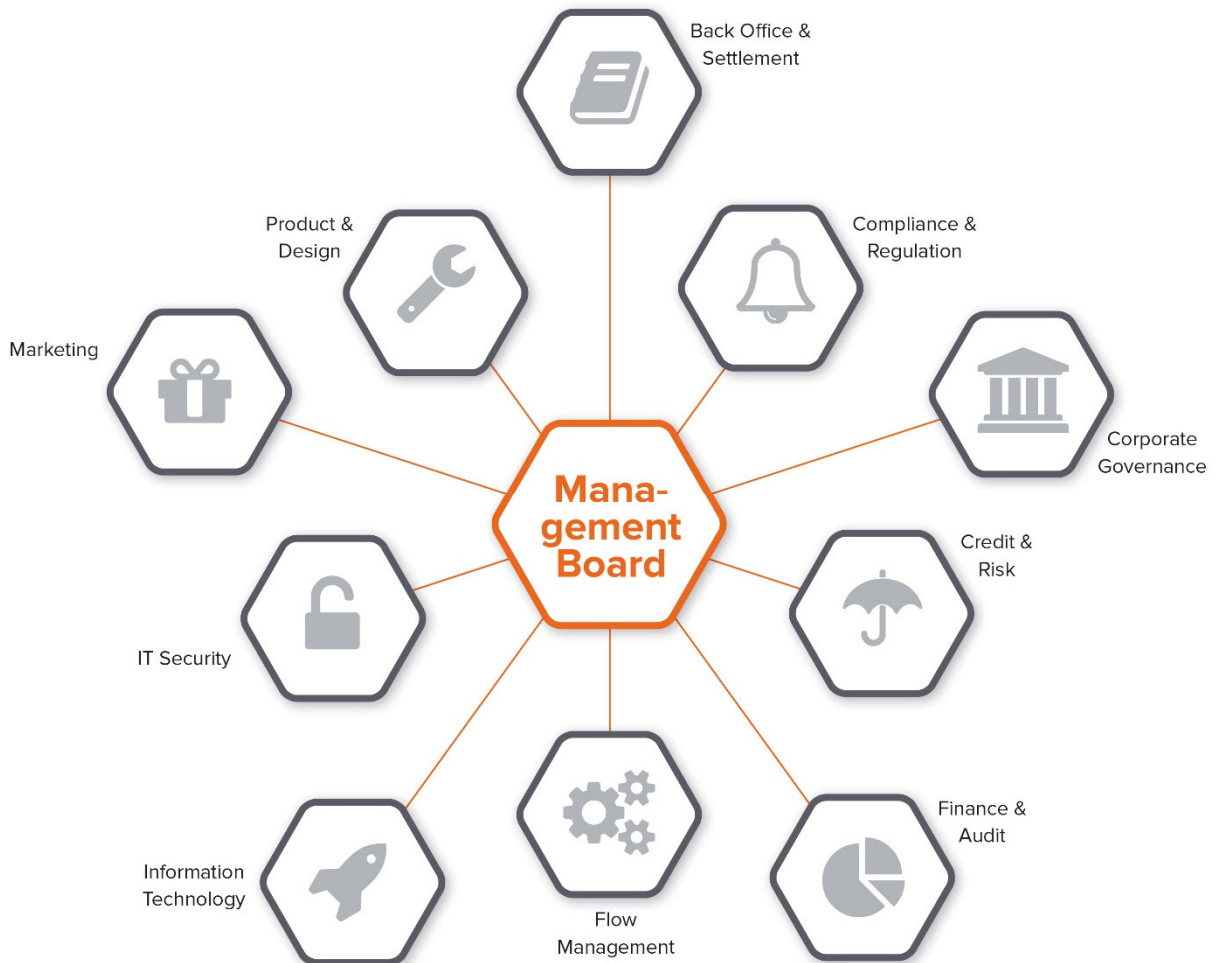 Back Office &
Settlement
Product &
Design
Compliance &
Regulation
Marketing
Corporate
Governance
Mana-
gement
Board
Credit &
Risk
IT Security
Finance &
Audit
Information
Technology
Flow
Management